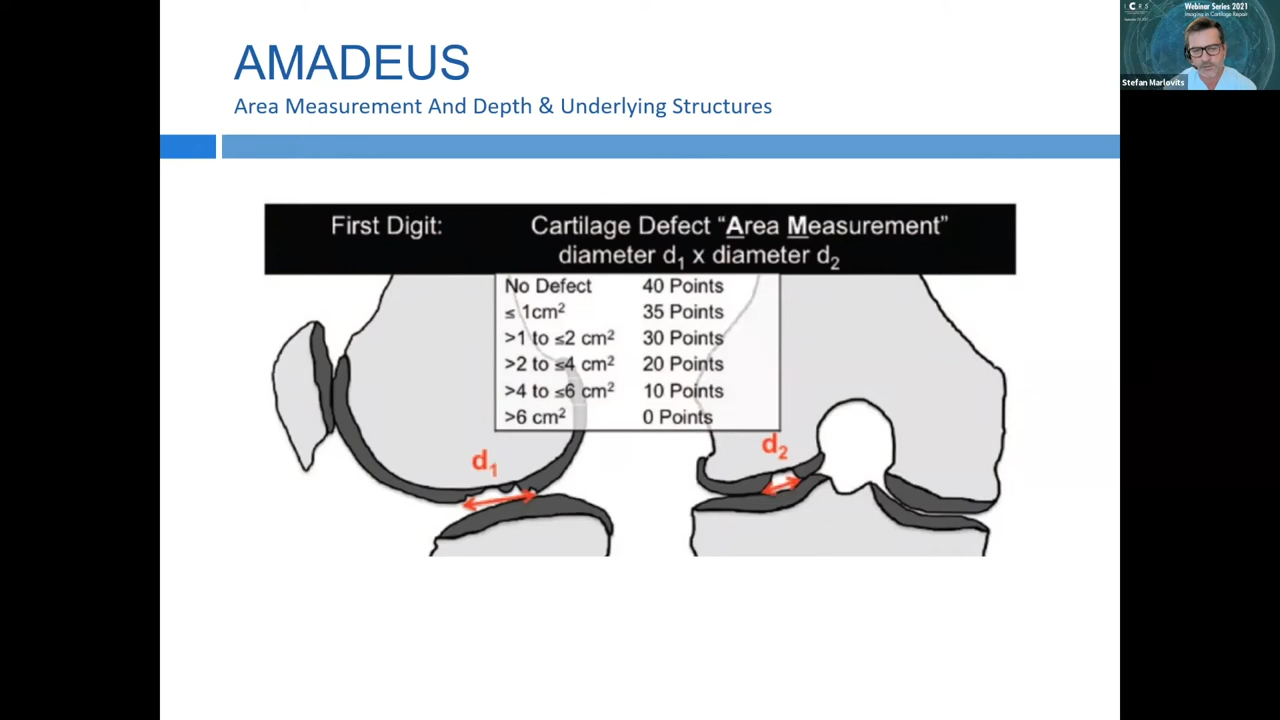 AMADEUS
Area Measurement And Depth & Underlying Structures
First Digit:
Cartilage Defect “Area Measurement”
diameter d1 x diameter d2
No Defect 40 Points
≤ 1cm2 35 Points
>1 to ≤2 cm2 30 Points
>2 to ≤4 cm2 20 Points
>4 to ≤6 cm2 10 Points
>6 cm2 0 Points
d1
d2
ICRS
Webinar Series 2021
Imaging in Cartilage Repair
Stefan Marlovits